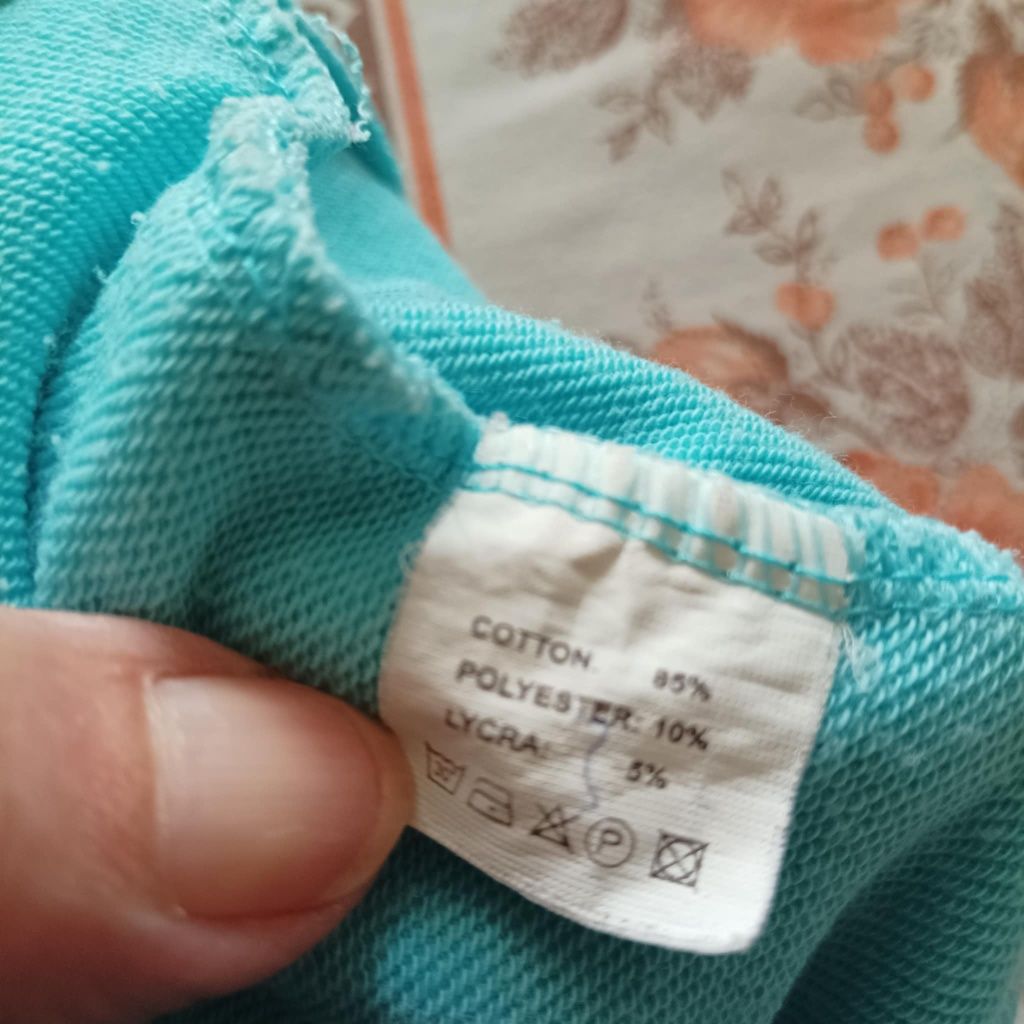 COTTON 85%
POLYESTER: 10%
LYCRA: 5%
P